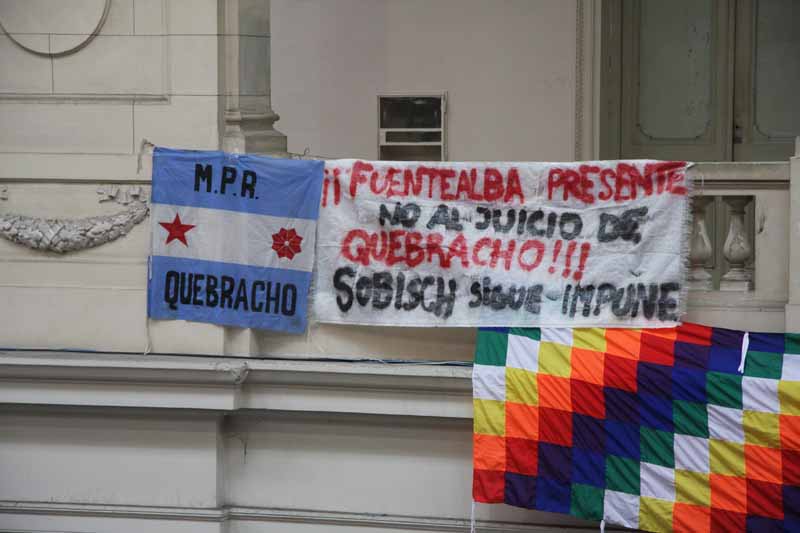 M.P.R.
QUEBRACHO
¡¡FUENTEALBA PRESENTE
NO AL JUICIO DE
QUEBRACHO!!!
SOBISCH SIGUE IMPUNE